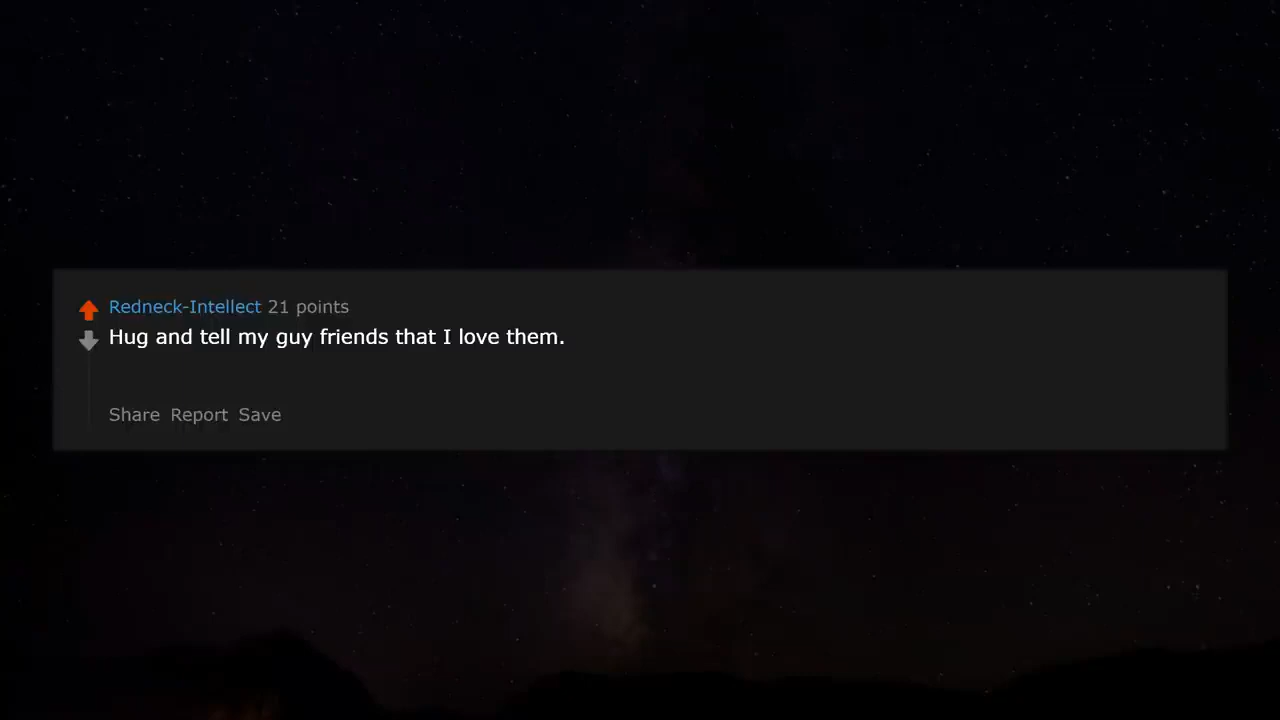 Redneck-Intellect 21 points
Hug and tell my guy friends that I love them.
Share Report Save